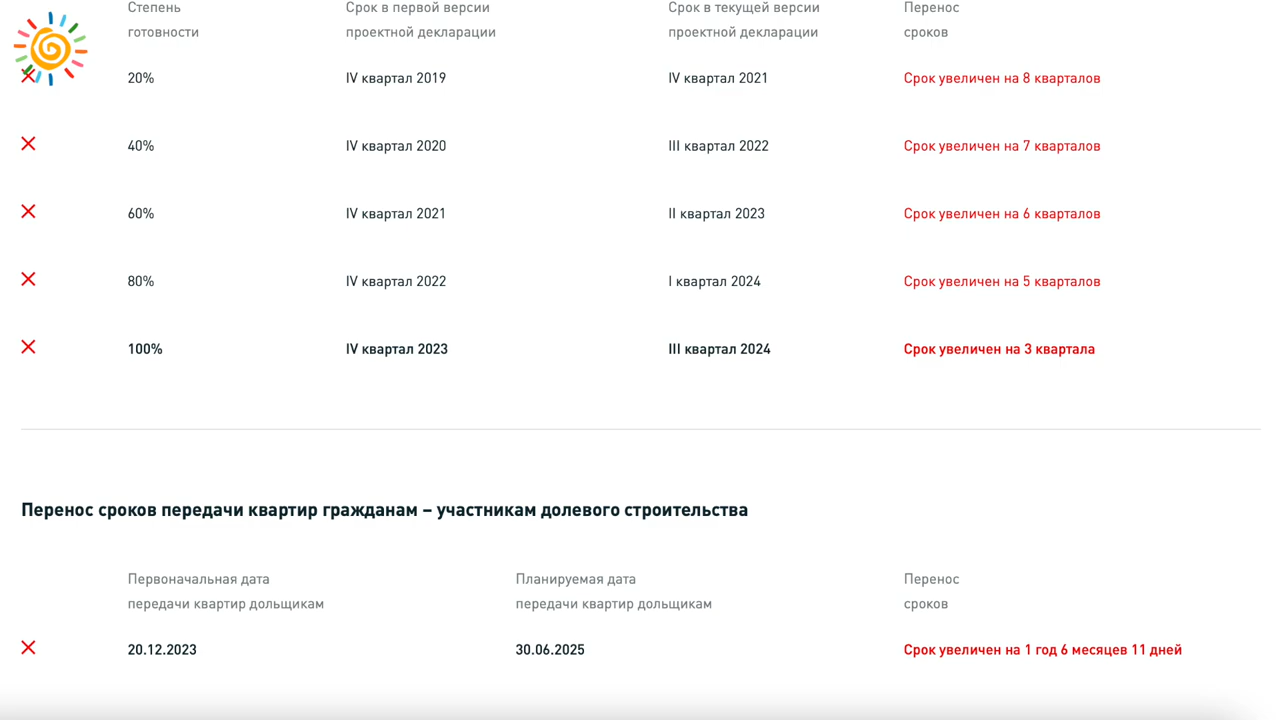 Степень Срок в первой версии Срок в текущей версии Перенос
готовности проектной декларации проектной декларации сроков
20% IV квартал 2019 IV квартал 2021 Срок увеличен на 8 кварталов
40% IV квартал 2020 III квартал 2022 Срок увеличен на 7 кварталов
60% IV квартал 2021 II квартал 2023 Срок увеличен на 6 кварталов
80% IV квартал 2022 I квартал 2024 Срок увеличен на 5 кварталов
100% IV квартал 2023 III квартал 2024 Срок увеличен на 3 квартала
Перенос сроков передачи квартир гражданам – участникам долевого строительства
Первоначальная дата Планируемая дата Перенос
передачи квартир дольщикам передачи квартир дольщикам сроков
20.12.2023 30.06.2025 Срок увеличен на 1 год 6 месяцев 11 дней